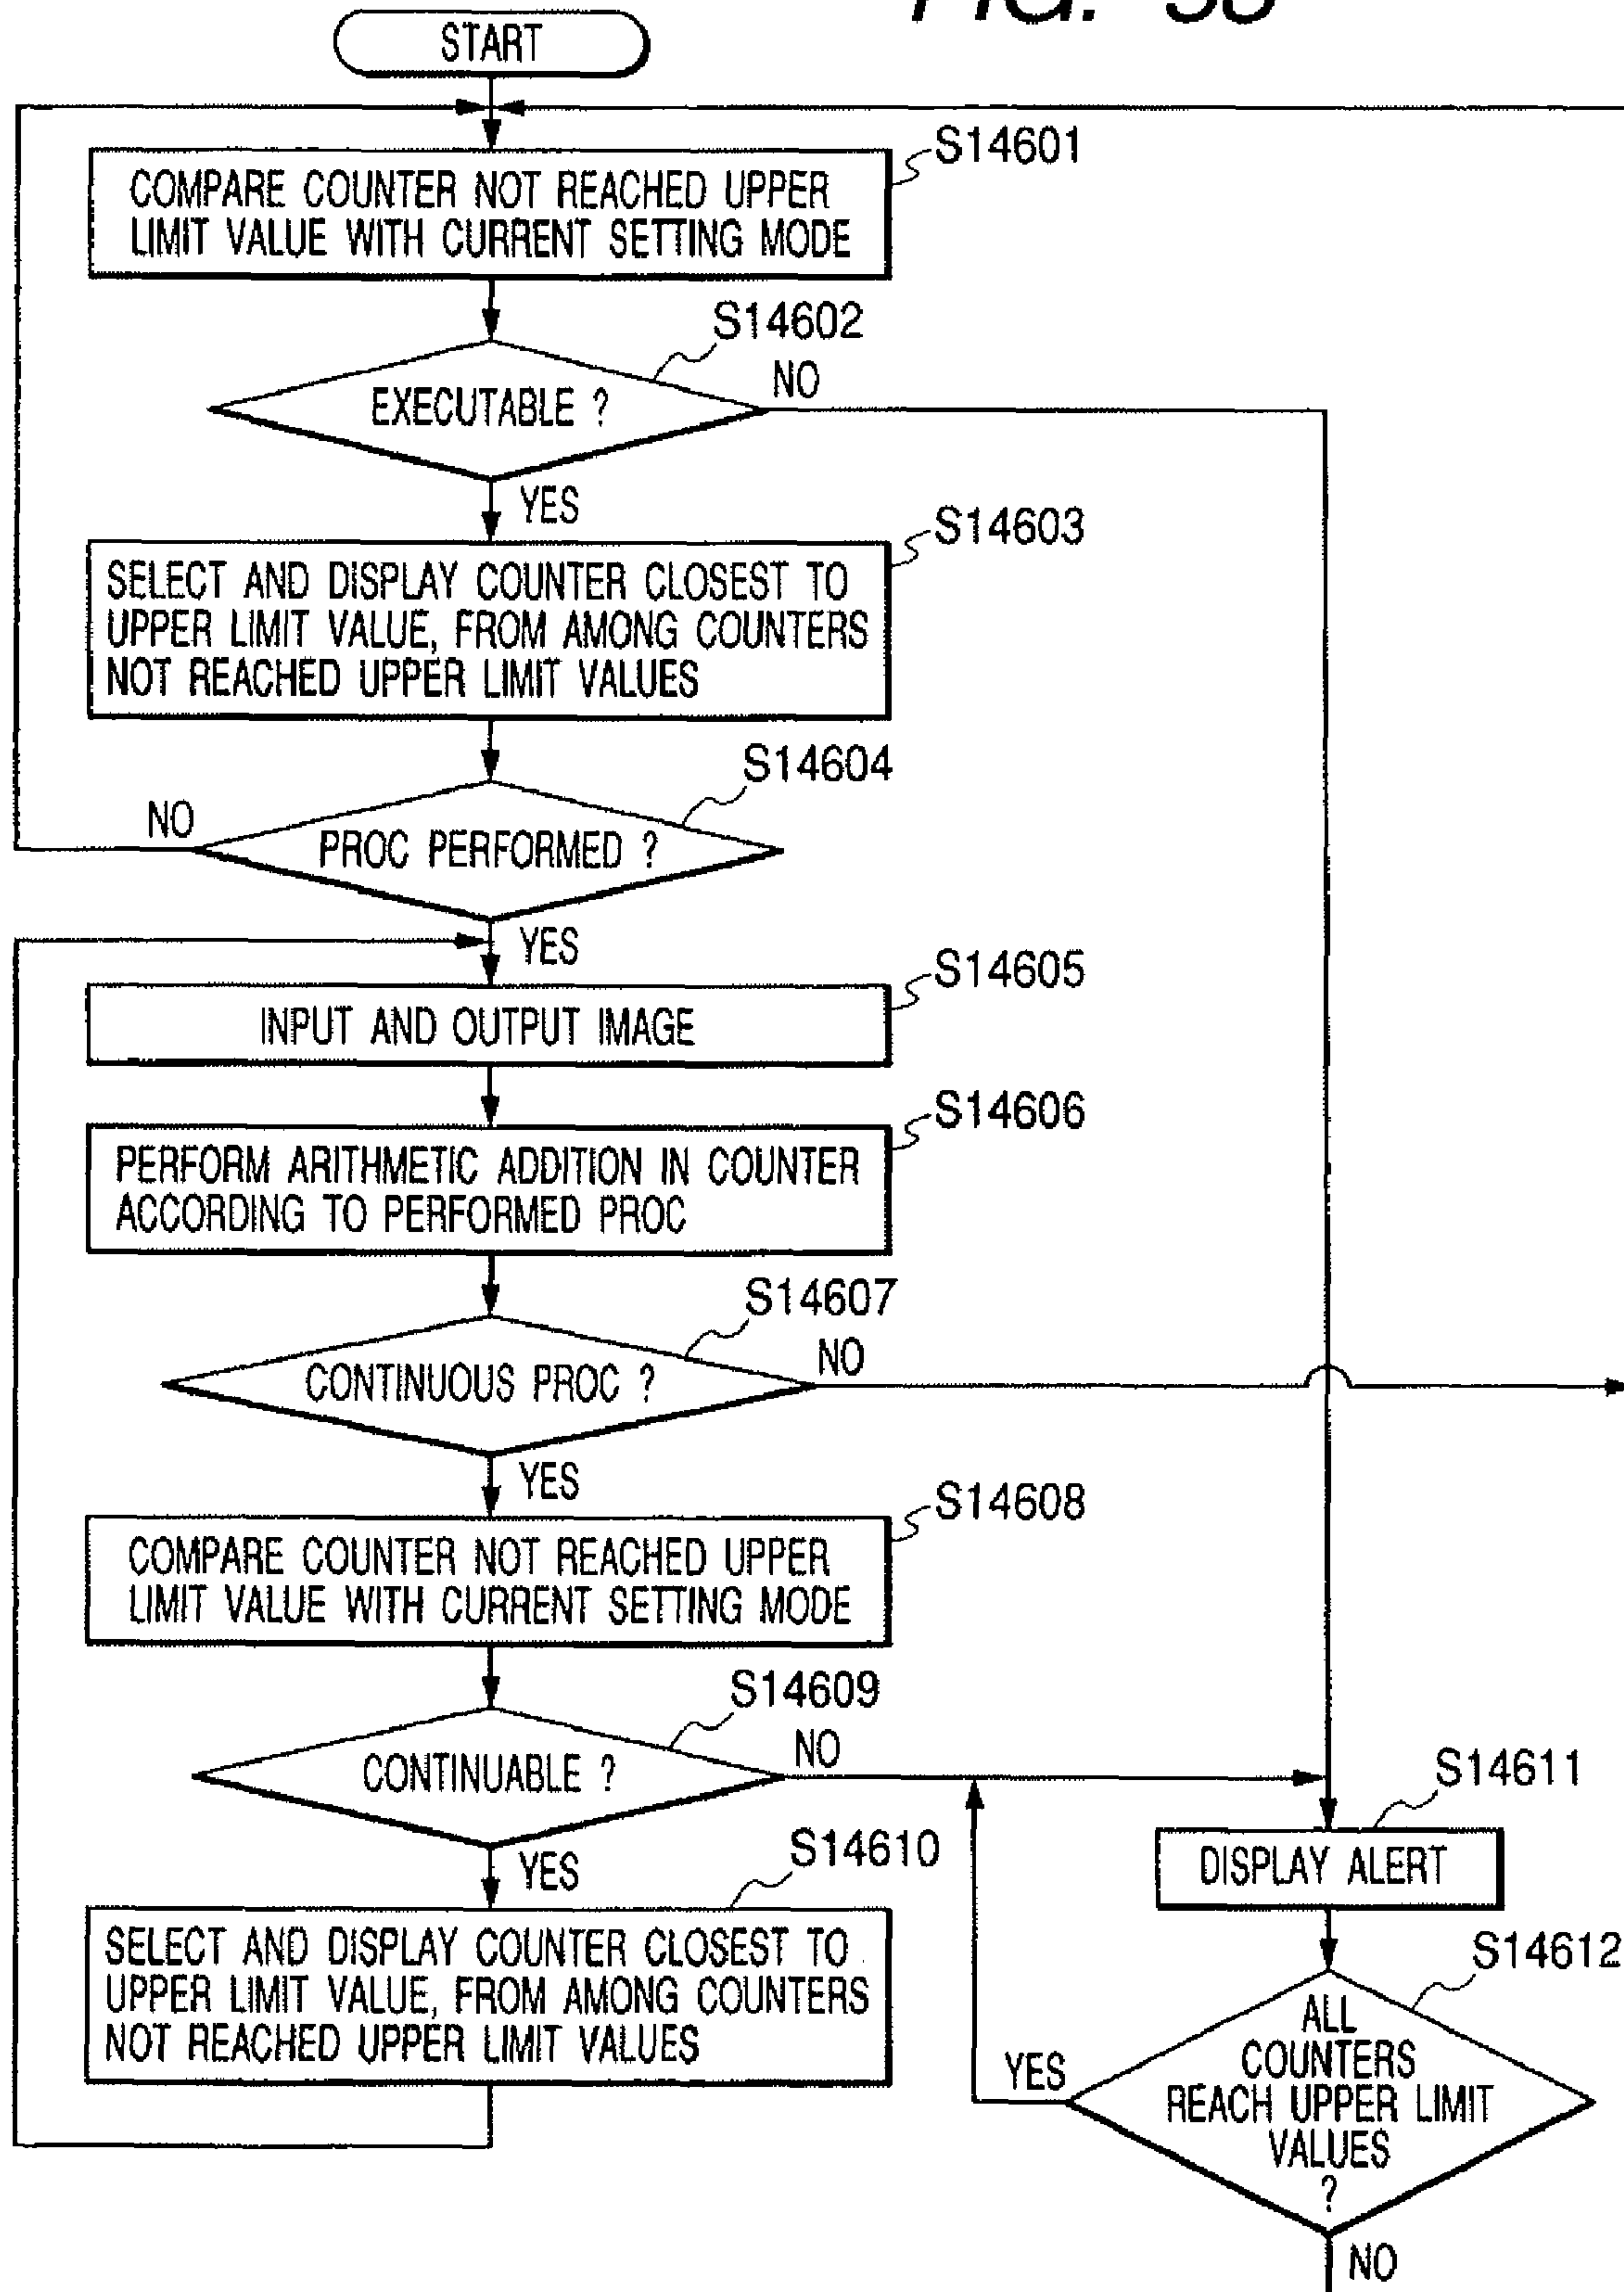 START
S14601
COMPARE COUNTER NOT REACHED UPPER
LIMIT VALUE WITH CURRENT SETTING MODE
S14602
EXECUTABLE ?
NO
YES
S14603
SELECT AND DISPLAY COUNTER CLOSEST TO
UPPER LIMIT VALUE, FROM AMONG COUNTERS
NOT REACHED UPPER LIMIT VALUES
S14604
NO
PROC PERFORMED ?
YES
S14605
INPUT AND OUTPUT IMAGE
S14606
PERFORM ARITHMETIC ADDITION IN COUNTER
ACCORDING TO PERFORMED PROC
S14607
CONTINUOUS PROC ?
NO
YES
S14608
COMPARE COUNTER NOT REACHED UPPER
LIMIT VALUE WITH CURRENT SETTING MODE
S14609
CONTINUABLE ?
NO
YES
S14610
SELECT AND DISPLAY COUNTER CLOSEST TO
UPPER LIMIT VALUE, FROM AMONG COUNTERS
NOT REACHED UPPER LIMIT VALUES
S14611
DISPLAY ALERT
S14612
ALL
COUNTERS
REACH UPPER LIMIT
VALUES
?
YES
NO